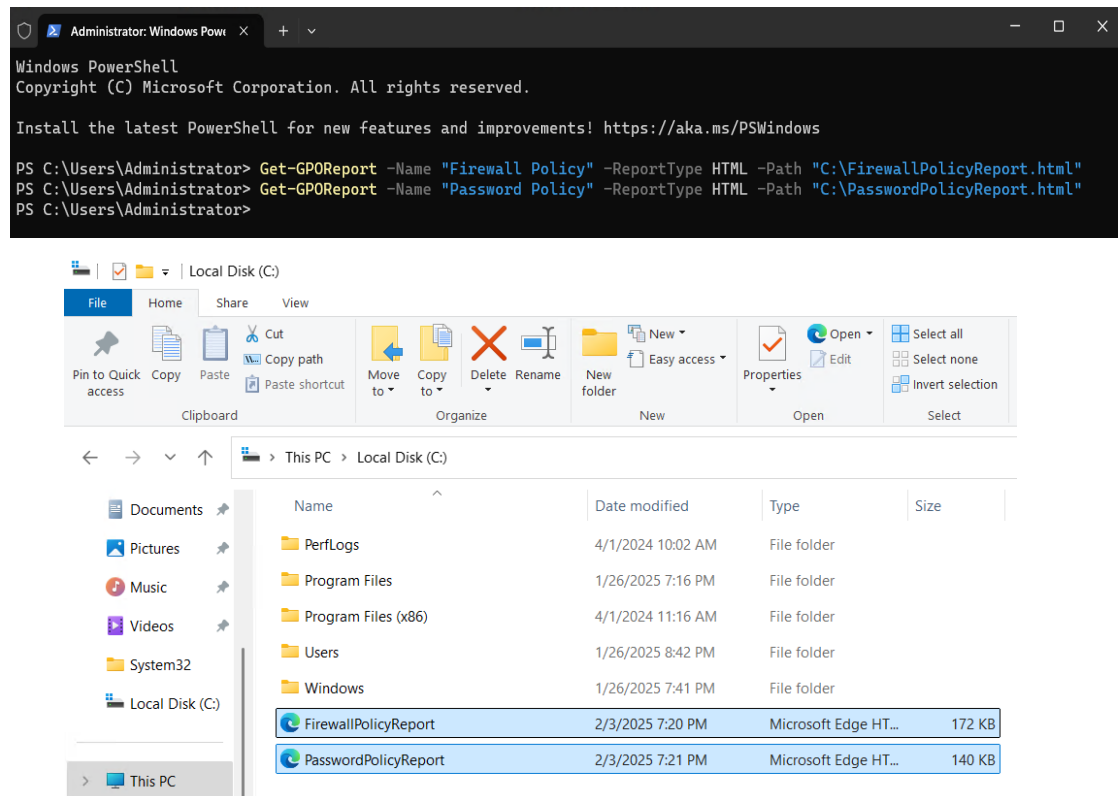 Administrator: Windows Powe
Windows PowerShell
Copyright (C) Microsoft Corporation. All rights reserved.
Install the latest PowerShell for new features and improvements! https://aka.ms/PSWindows
PS C:\Users\Administrator> Get-GPOReport -Name "Firewall Policy" -ReportType HTML -Path "C:\FirewallPolicyReport.html"
PS C:\Users\Administrator> Get-GPOReport -Name "Password Policy" -ReportType HTML -Path "C:\PasswordPolicyReport.html"
PS C:\Users\Administrator>
Local Disk (C:)
File Home Share View
Pin to Quick access
Copy
Paste
Cut
Copy path
Paste shortcut
Clipboard
Move to
Copy to
Delete
Rename
Organize
New folder
New
Easy access
New
Properties
Open
Edit
Open
Select all
Select none
Invert selection
Select
This PC > Local Disk (C:)
Documents
Pictures
Music
Videos
System32
Local Disk (C:)
This PC
Name Date modified Type Size
PerfLogs 4/1/2024 10:02 AM File folder
Program Files 1/26/2025 7:16 PM File folder
Program Files (x86) 4/1/2024 11:16 AM File folder
Users 1/26/2025 8:42 PM File folder
Windows 1/26/2025 7:41 PM File folder
FirewallPolicyReport 2/3/2025 7:20 PM Microsoft Edge HT... 172 KB
PasswordPolicyReport 2/3/2025 7:21 PM Microsoft Edge HT... 140 KB